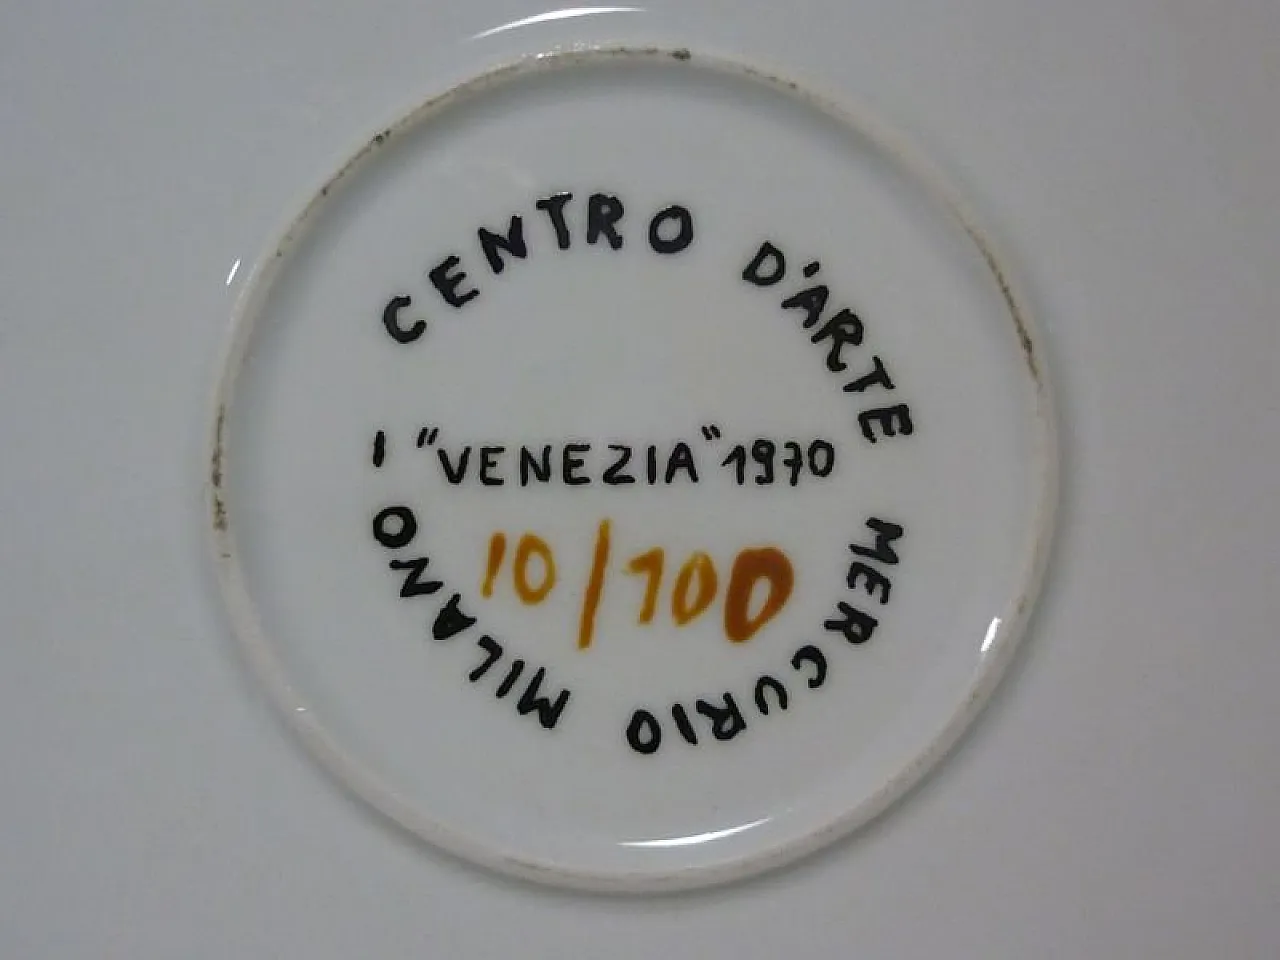 CENTRO D'ARTE MERCURIO MILANO -
"VENEZIA" 1970
10/100